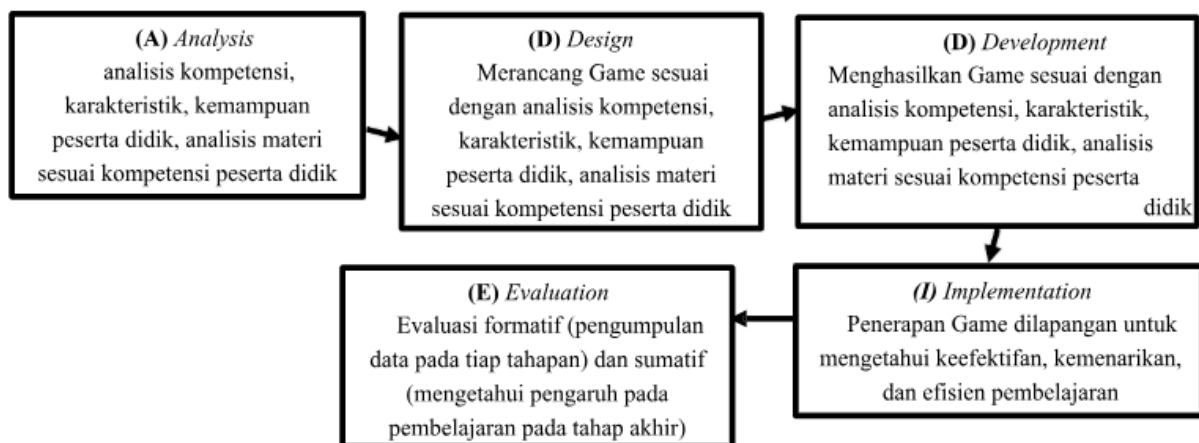 (A) Analysis
analisis kompetensi,
karakteristik, kemampuan
peserta didik, analisis materi
sesuai kompetensi peserta didik
(D) Design
Merancang Game sesuai
dengan analisis kompetensi,
karakteristik, kemampuan
peserta didik, analisis materi
sesuai kompetensi peserta didik
(D) Development
Menghasilkan Game sesuai dengan
analisis kompetensi, karakteristik,
kemampuan peserta didik, analisis
materi sesuai kompetensi peserta
didik
(I) Implementation
Penerapan Game dilapangan untuk
mengetahui keefektifan, kemenarikan,
dan efisien pembelajaran
(E) Evaluation
Evaluasi formatif (pengumpulan
data pada tiap tahapan) dan sumatif
(mengetahui pengaruh pada
pembelajaran pada tahap akhir)